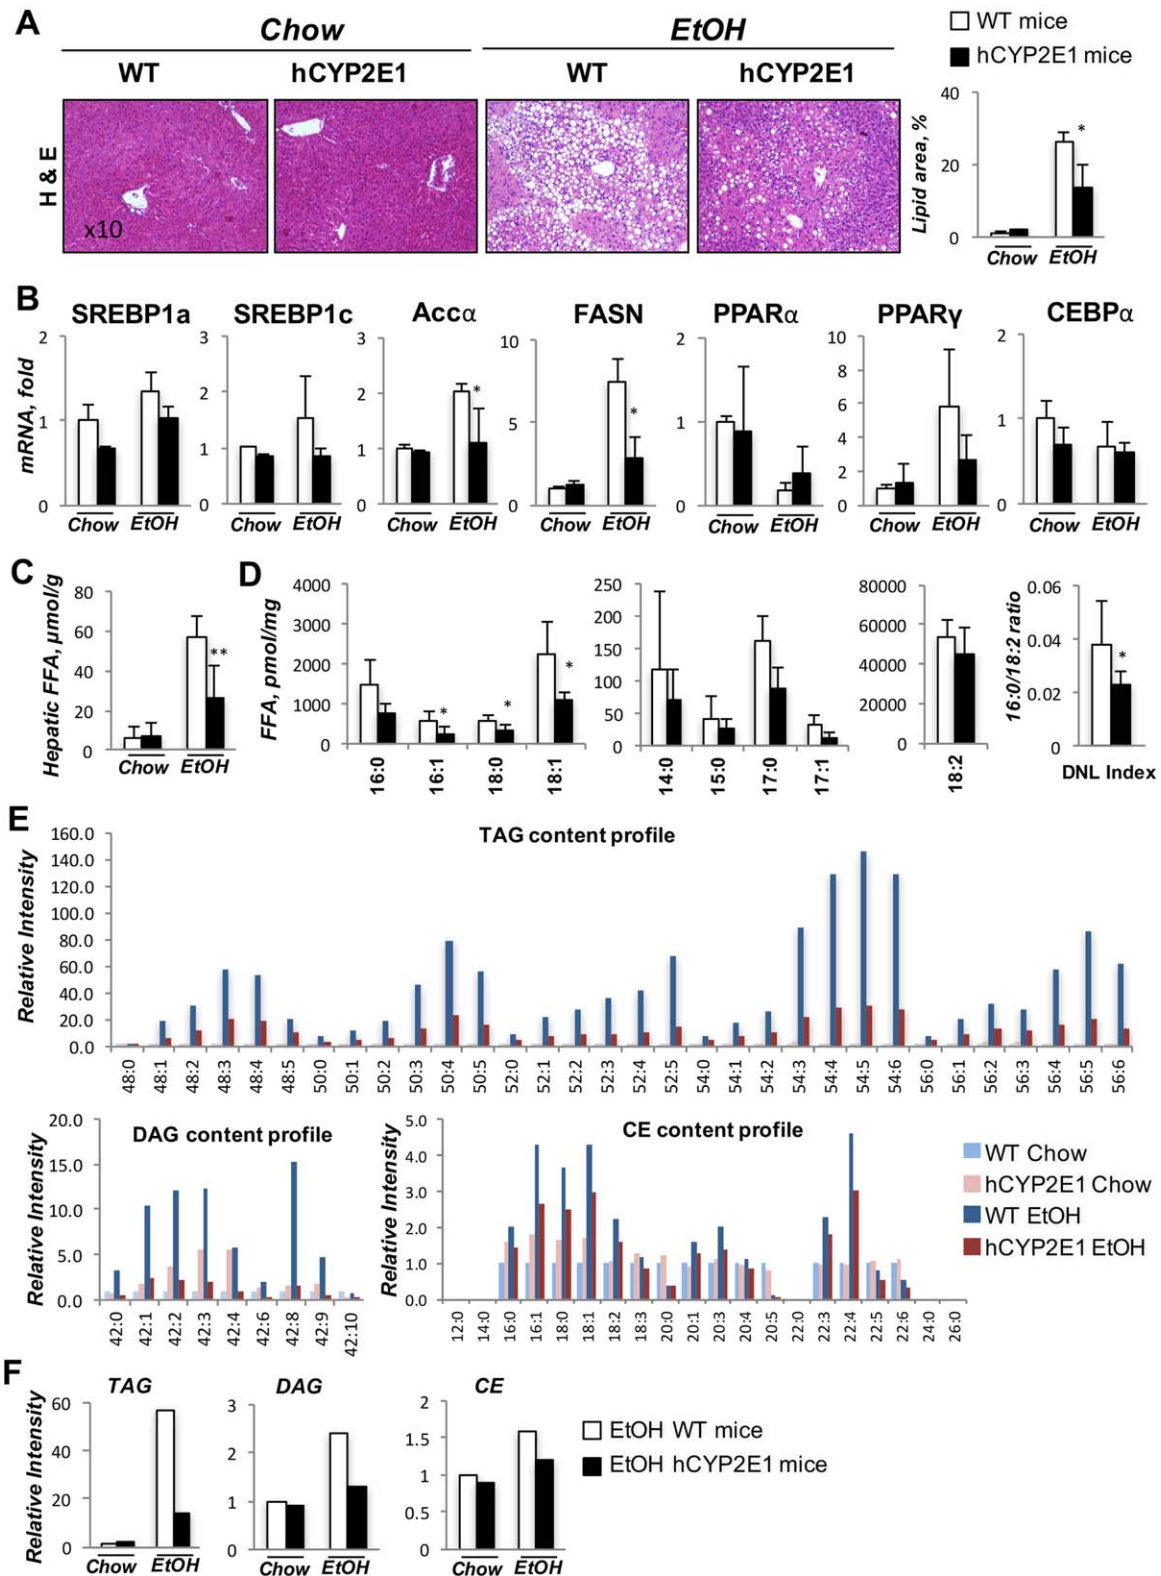 A
Chow
EtOH
WT mice
hCYP2E1 mice
WT
hCYP2E1
WT
hCYP2E1
H & E
x10
Lipid area, %
40
20
0
*
Chow
EtOH
B
SREBP1a
SREBP1c
Accα
FASN
PPARα
PPARγ
CEBPα
mRNA, fold
2
1
0
Chow
EtOH
3
2
1
0
Chow
EtOH
3
2
1
0
*
Chow
EtOH
10
5
0
*
Chow
EtOH
2
1
0
Chow
EtOH
10
8
6
4
2
0
Chow
EtOH
2
1
0
Chow
EtOH
C
Hepatic FFA, µmol/g
80
60
40
20
0
**
Chow
EtOH
D
FFA, pmol/mg
4000
3000
2000
1000
0
*
*
*
16:0
16:1
18:0
18:1
250
200
150
100
50
0
14:0
15:0
17:0
17:1
80000
60000
40000
20000
0
18:2
16:0/18:2 ratio
0.06
0.04
0.02
0
*
DNL Index
E
TAG content profile
Relative Intensity
160.0
140.0
120.0
100.0
80.0
60.0
40.0
20.0
0.0
48:0
48:1
48:2
48:3
48:4
48:5
50:0
50:1
50:2
50:3
50:4
50:5
52:0
52:1
52:2
52:3
52:4
52:5
54:0
54:1
54:2
54:3
54:4
54:5
54:6
56:0
56:1
56:2
56:3
56:4
56:5
56:6
DAG content profile
Relative Intensity
20.0
15.0
10.0
5.0
0.0
42:0
42:1
42:2
42:3
42:4
42:6
42:8
42:9
42:10
CE content profile
Relative Intensity
5.0
4.0
3.0
2.0
1.0
0.0
12:0
14:0
16:0
16:1
18:0
18:1
18:2
18:3
20:0
20:1
20:3
20:4
20:5
22:0
22:3
22:4
22:5
22:6
24:0
26:0
WT Chow
hCYP2E1 Chow
WT EtOH
hCYP2E1 EtOH
F
TAG
Relative Intensity
60
40
20
0
Chow
EtOH
DAG
3
2
1
0
Chow
EtOH
CE
2
1.5
1
0.5
0
Chow
EtOH
EtOH WT mice
EtOH hCYP2E1 mice